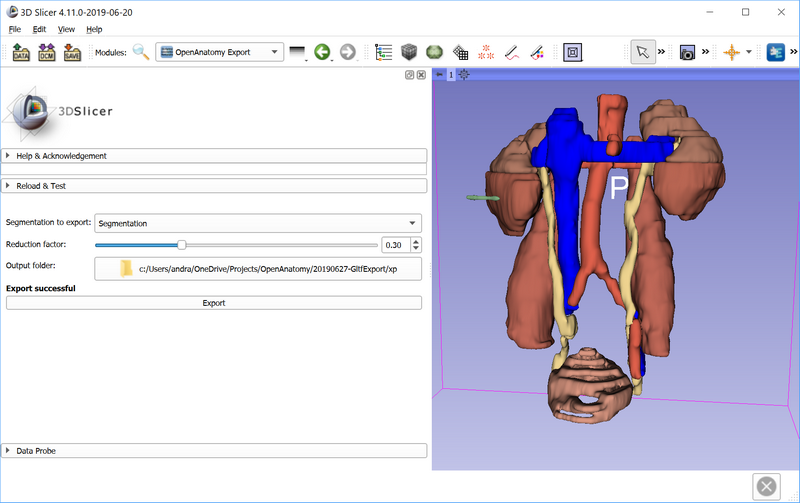 3D Slicer 4.11.0-2019-06-20
File Edit View Help
DATA DCM SAVE Modules: OpenAnatomy Export
1
3DSlicer
Help & Acknowledgement
Reload & Test
P
Segmentation to export: Segmentation
Reduction factor: 0.30
Output folder: c:/Users/andra/OneDrive/Projects/OpenAnatomy/20190627-GltfExport/xp
Export successful
Export
Data Probe